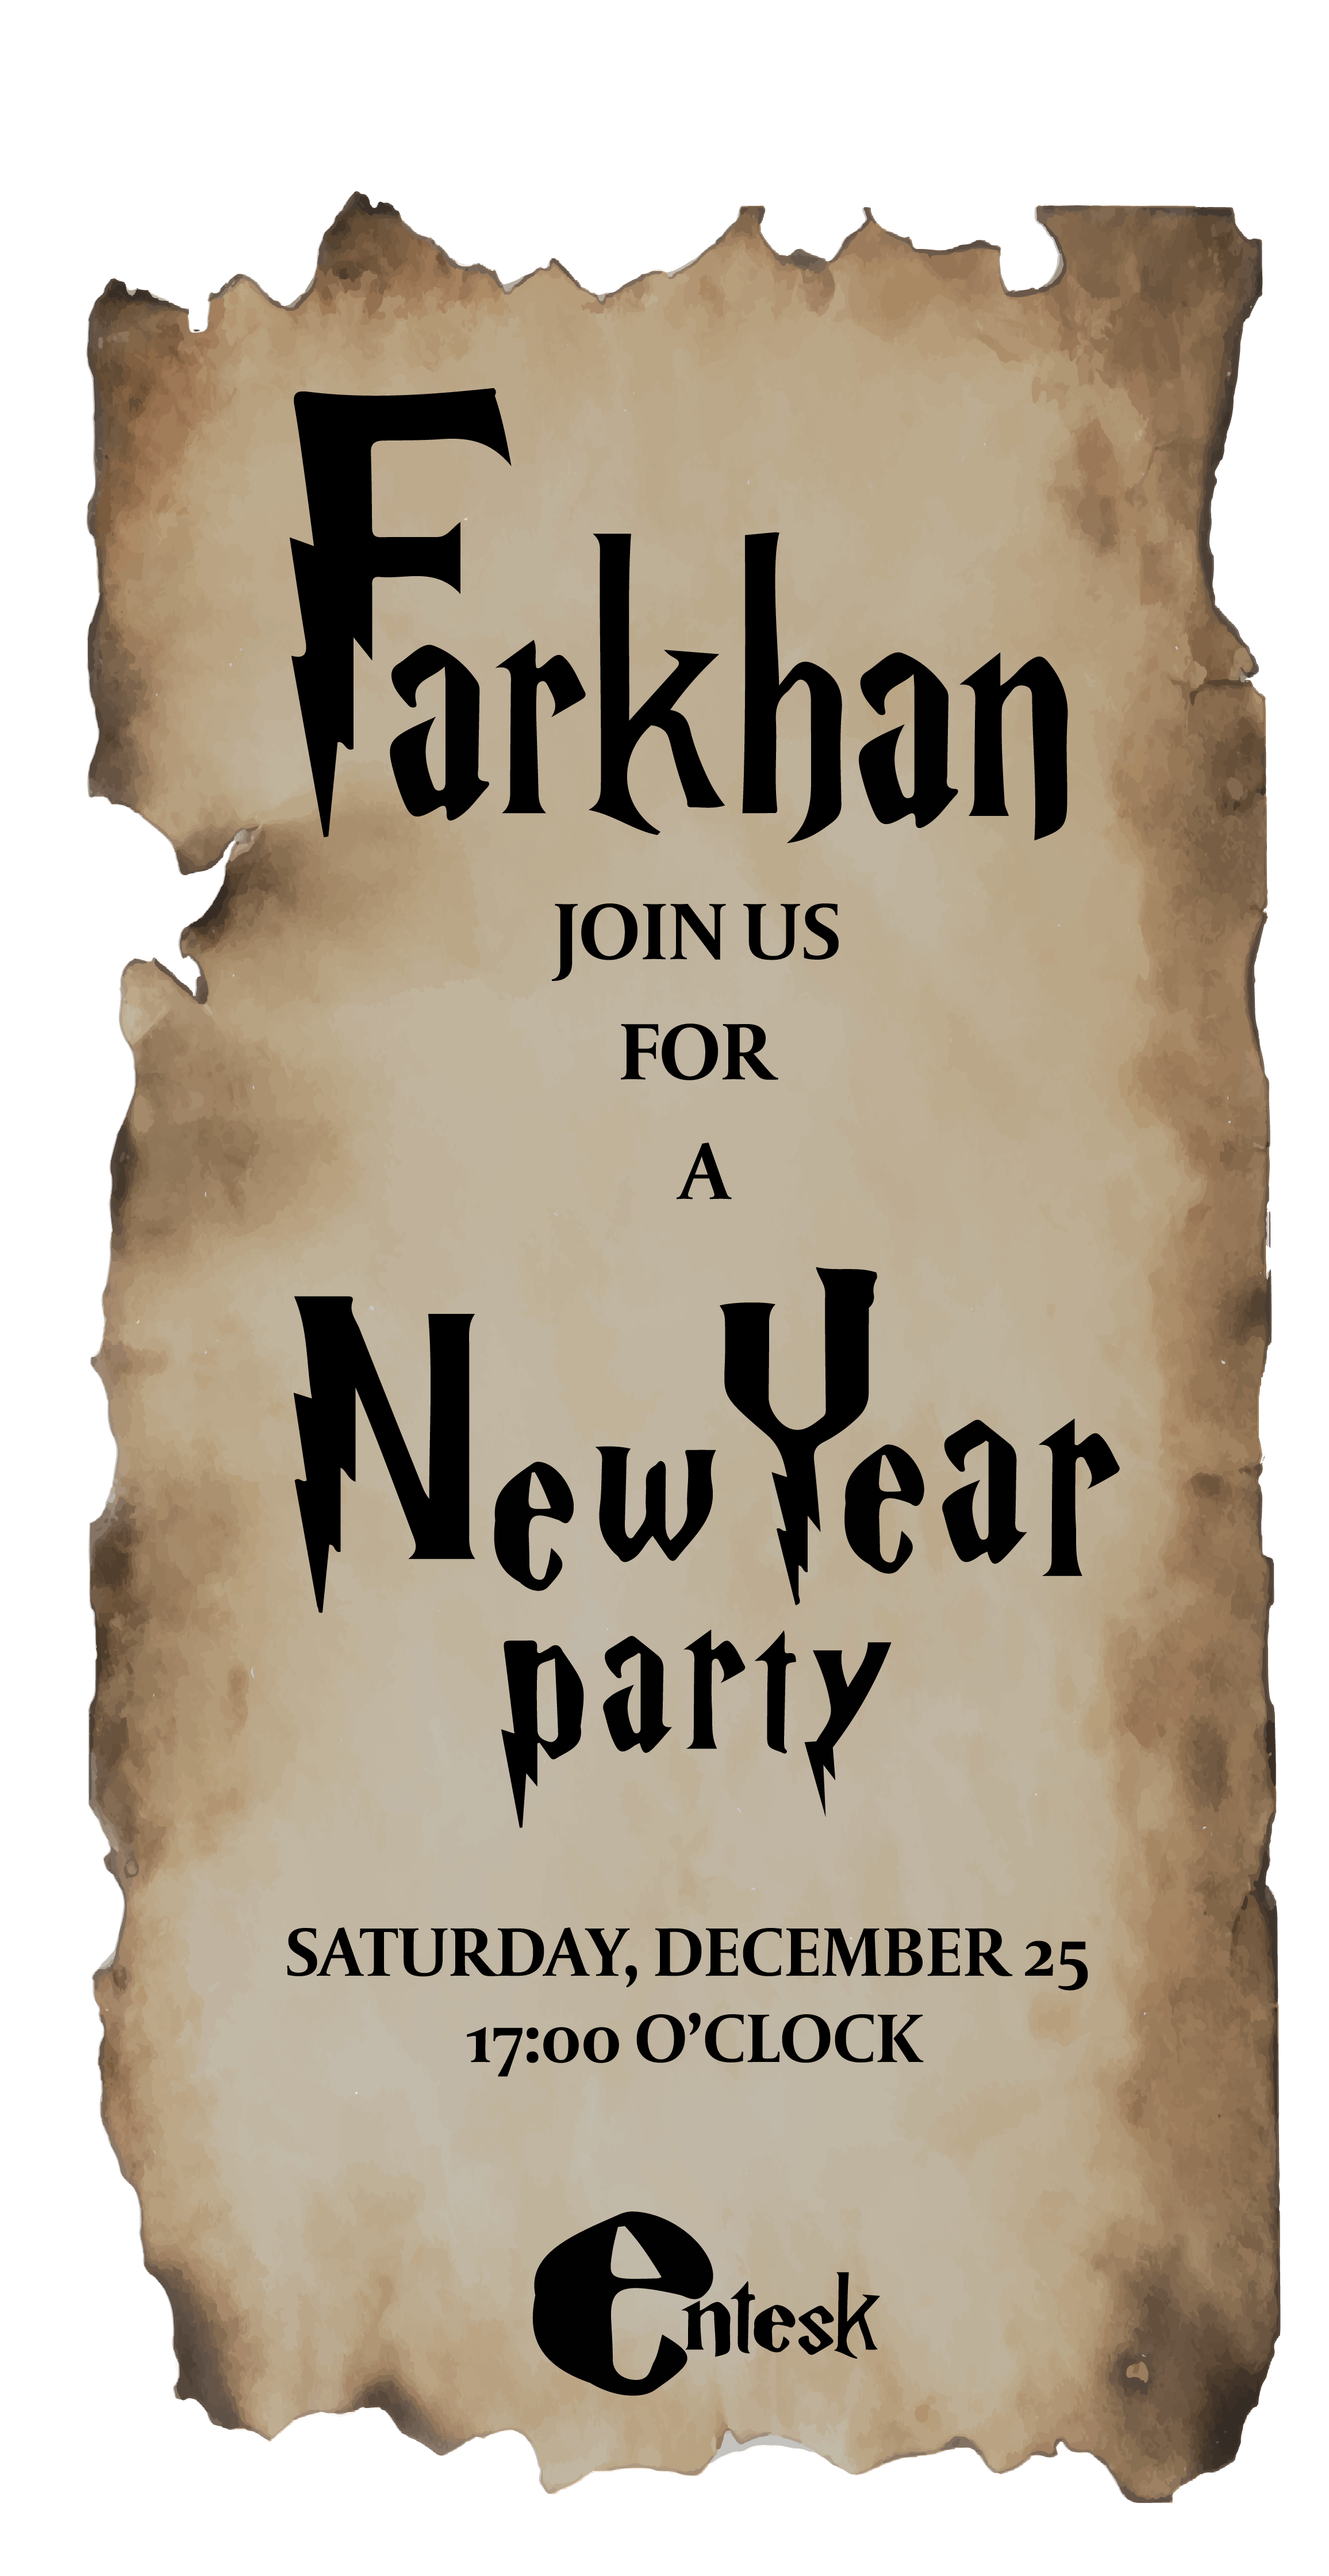 Farkhan
JOIN US
FOR
A
New Year
party
SATURDAY, DECEMBER 25
17:00 O’CLOCK
entesk